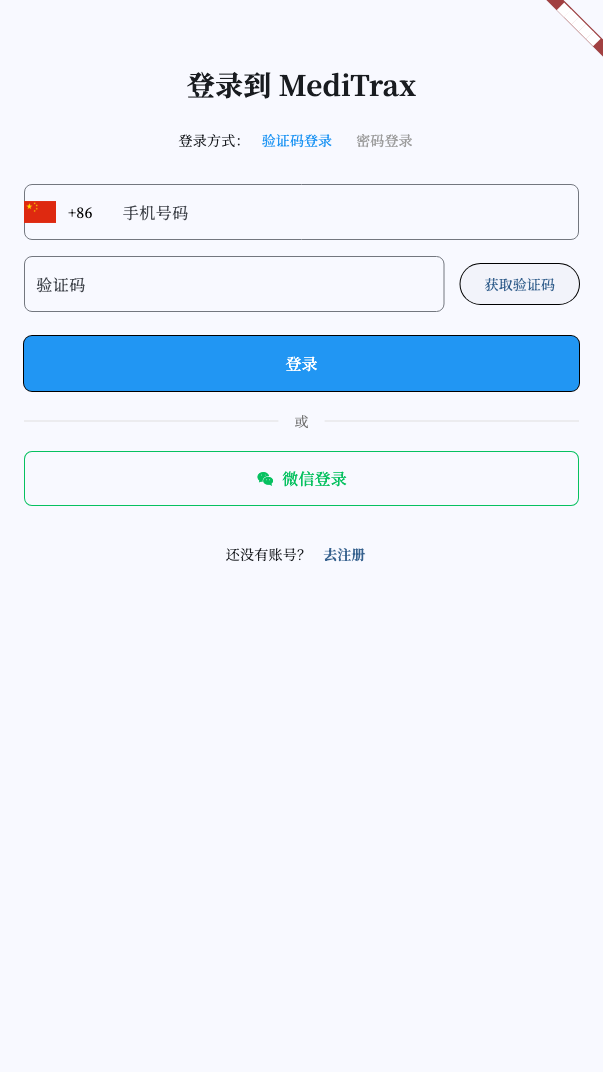 登录到 MediTrax
登录方式： 验证码登录 密码登录
+86 手机号码
验证码 获取验证码
登录
或
微信登录
还没有账号？ 去注册